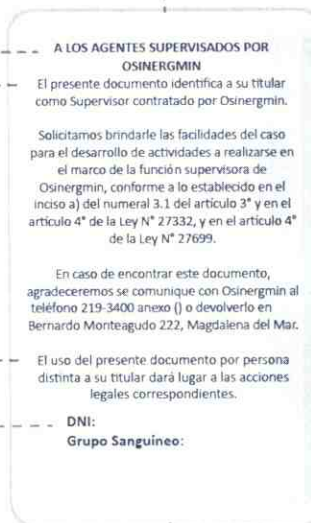 A LOS AGENTES SUPERVISADOS POR
OSINERGMIN
El presente documento identifica a su titular
como Supervisor contratado por Osinergmin.
Solicitamos brindarle las facilidades del caso
para el desarrollo de actividades a realizarse en
el marco de la función supervisora de
Osinergmin, conforme a lo establecido en el
inciso a) del numeral 3.1 del artículo 3° y en el
artículo 4° de la Ley N° 27332, y en el artículo 4°
de la Ley N° 27699.
En caso de encontrar este documento,
agradeceremos se comunique con Osinergmin al
teléfono 219-3400 anexo () o devolverlo en
Bernardo Monteagudo 222, Magdalena del Mar.
El uso del presente documento por persona
distinta a su titular dará lugar a las acciones
legales correspondientes.
DNI:
Grupo Sanguíneo: